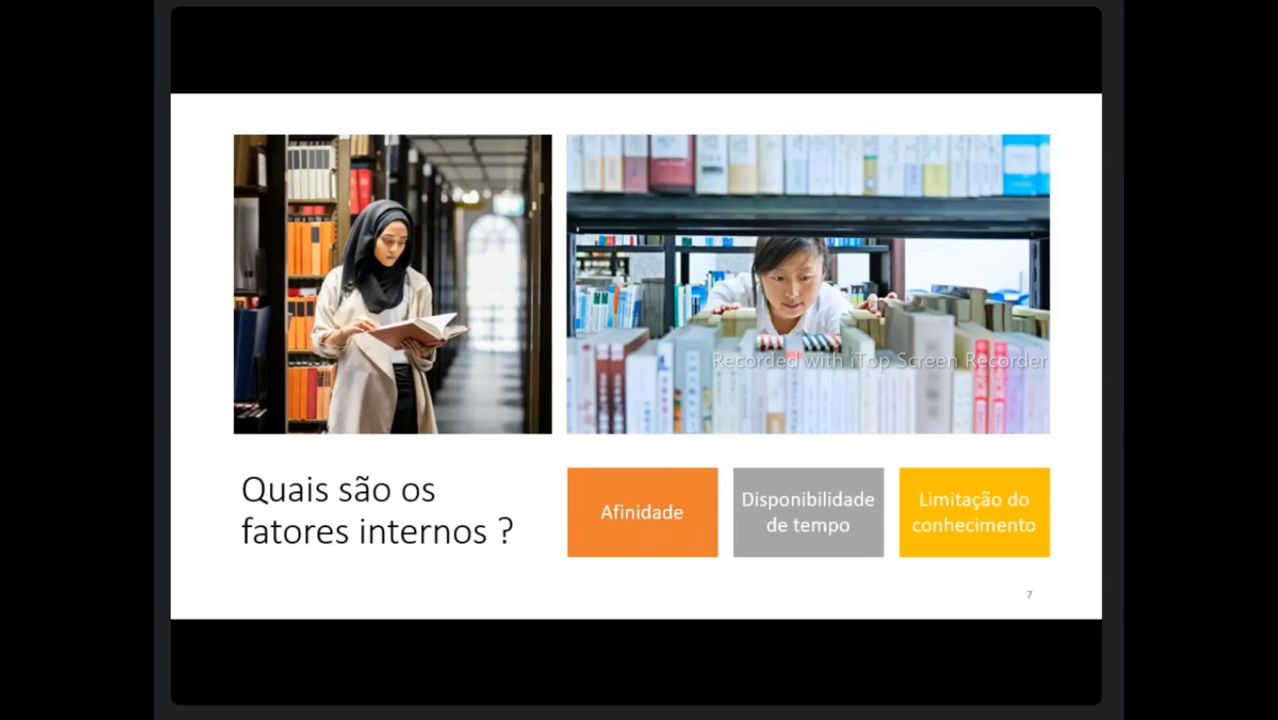 Recorded with iTop Screen Recorder
Quais são os
fatores internos ?
Afinidade
Disponibilidade
de tempo
Limitação do
conhecimento
7